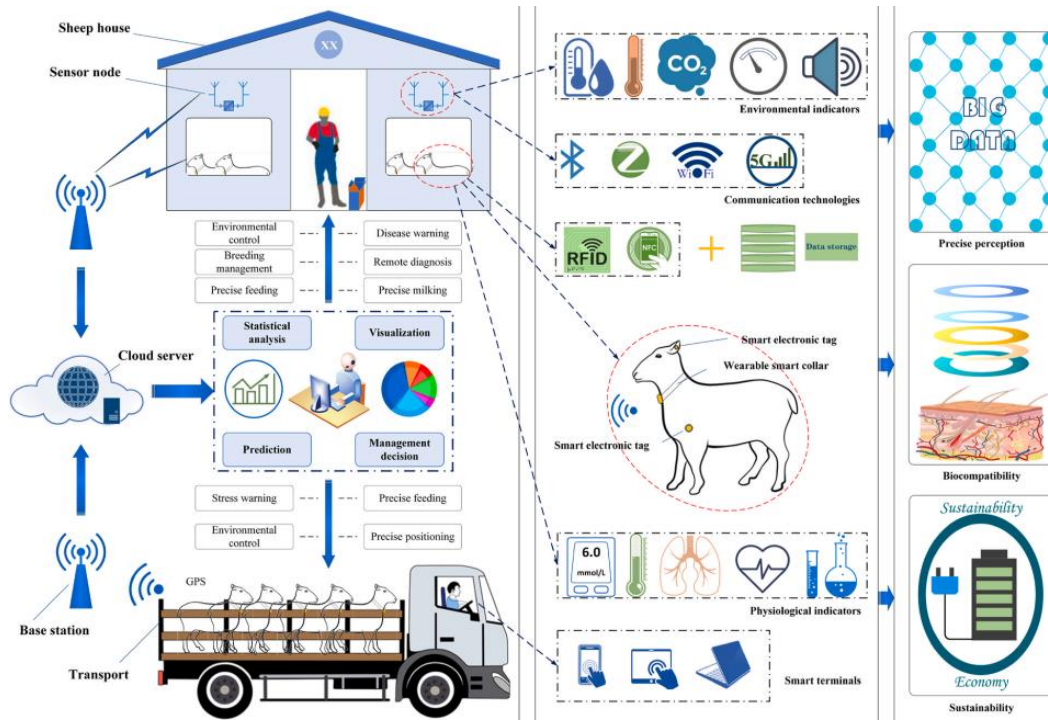 Sheep house
XX
Sensor node
Environmental
control
Disease warning
Breeding
management
Remote diagnosis
Precise feeding
Precise milking
Statistical
analysis
Visualization
Cloud server
Prediction
Management
decision
Stress warning
Precise feeding
Environmental
control
Precise positioning
GPS
Base station
Transport
CO2
Environmental indicators
Z
WiFi
5G
Communication technologies
RFID
NFC
Data storage
Smart electronic tag
Wearable smart collar
Smart electronic tag
6.0
mmol/L
Physiological indicators
Smart terminals
BIG
DATA
Precise perception
Biocompatibility
Sustainability
Economy
Sustainability